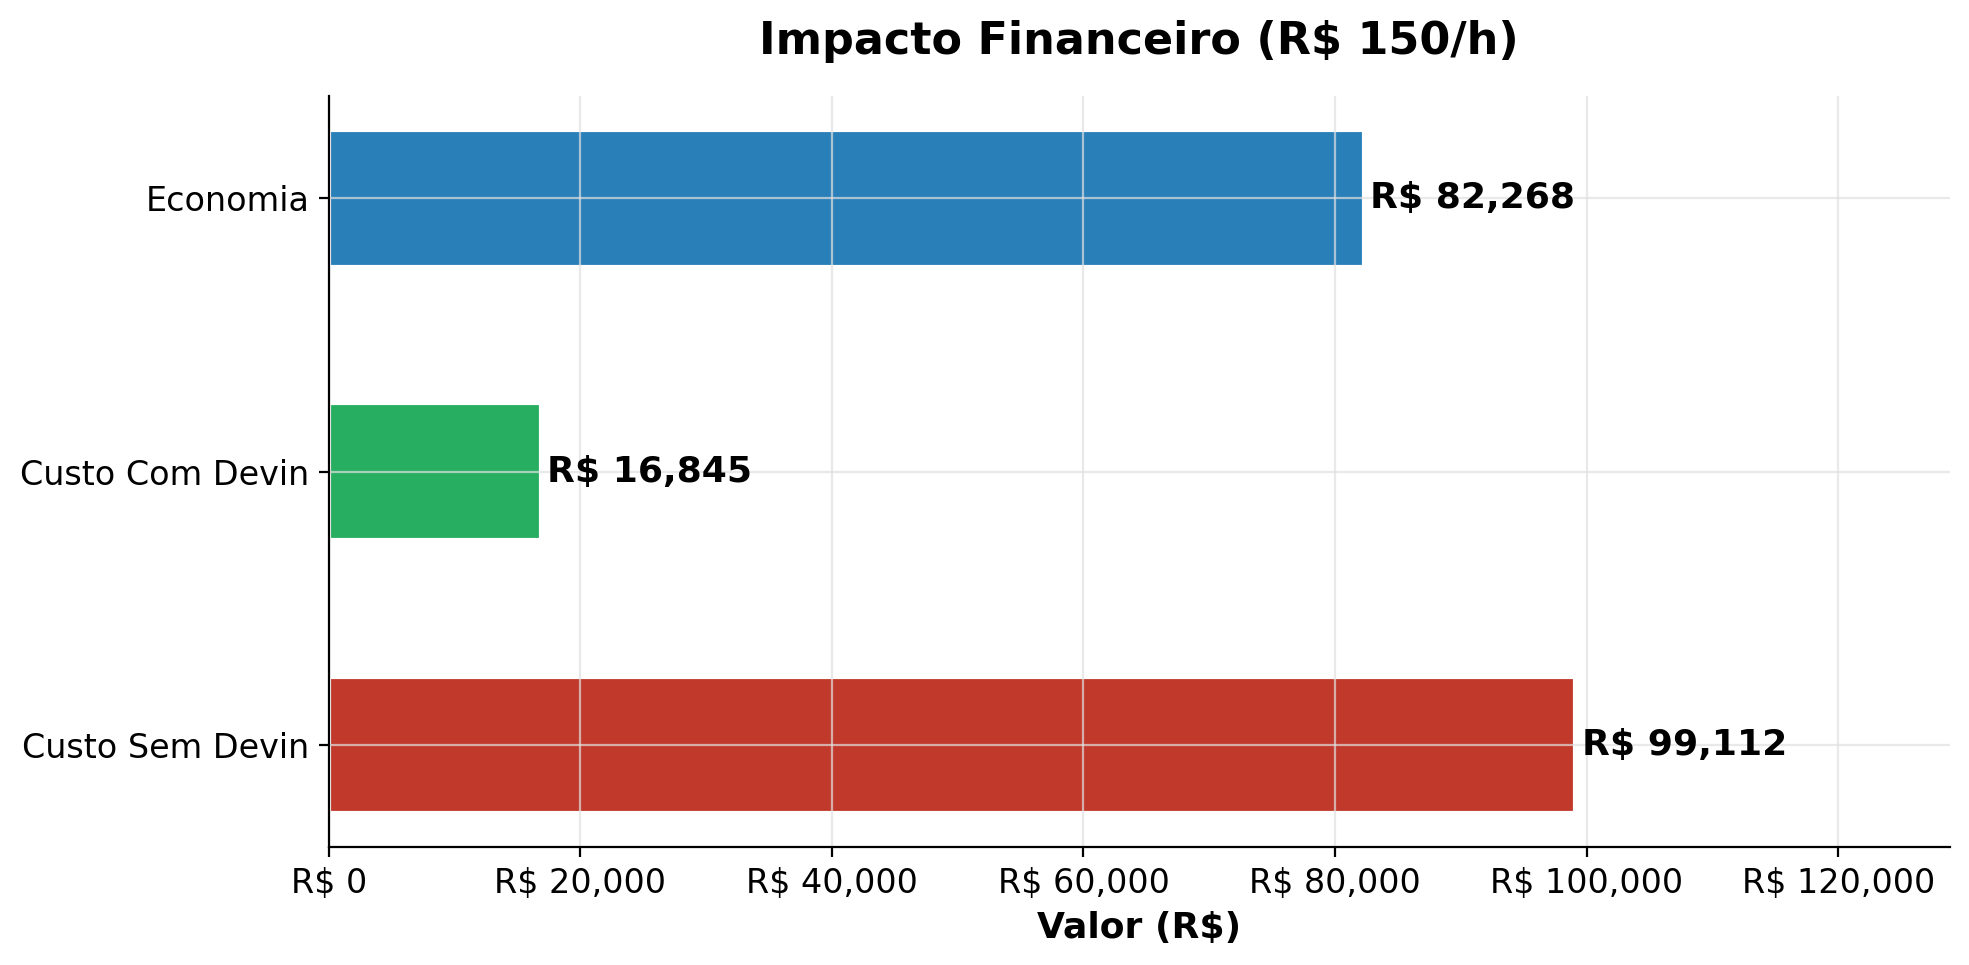 Impacto Financeiro (R$ 150/h)
Economia
R$ 82,268
Custo Com Devin
R$ 16,845
Custo Sem Devin
R$ 99,112
R$ 0
R$ 20,000
R$ 40,000
R$ 60,000
R$ 80,000
R$ 100,000
R$ 120,000
Valor (R$)